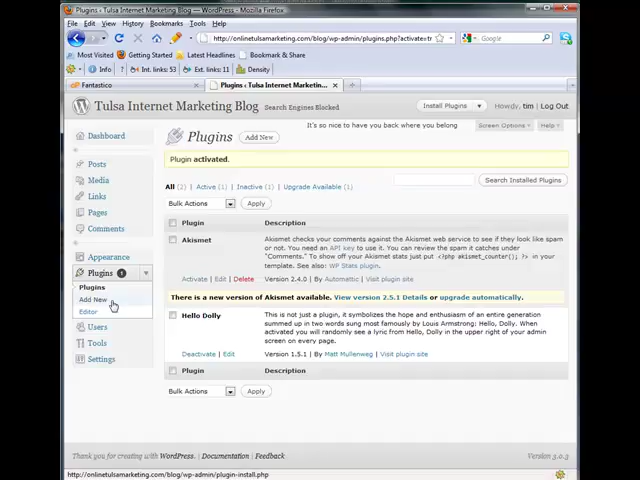 Plugins ‹ Tulsa Internet Marketing Blog — WordPress - Mozilla Firefox
File Edit View History Bookmarks Tools Help
http://onlinetulsamarketing.com/blog/wp-admin/plugins.php?activate=tr
Google
Most Visited Getting Started Latest Headlines Bookmark & Share
Info Int. links: 53 Ext. links: 11 Density
Fantastico Plugins ‹ Tulsa Internet Marketin...
Tulsa Internet Marketing Blog Search Engines Blocked Install Plugins Howdy, tim | Log Out
It's so nice to have you back where you belong Screen Options Help
Plugins Add New
Dashboard
Plugin activated.
Posts
Media
Links
Pages
Comments
Appearance
Plugins 1
Plugins
Add New
Editor
Users
Tools
Settings
All (2) | Active (1) | Inactive (1) | Upgrade Available (1)
Search Installed Plugins
Bulk Actions Apply
Plugin Description
Akismet Akismet checks your comments against the Akismet web service to see if they look like spam
or not. You need an API key to use it. You can review the spam it catches under
"Comments." To show off your Akismet stats just put <?php akismet_counter(); ?> in your
template. See also: WP Stats plugin.
Activate | Edit | Delete Version 2.4.0 | By Automattic | Visit plugin site
There is a new version of Akismet available. View version 2.5.1 Details or upgrade automatically.
Hello Dolly This is not just a plugin, it symbolizes the hope and enthusiasm of an entire generation
summed up in two words sung most famously by Louis Armstrong: Hello, Dolly. When
activated you will randomly see a lyric from Hello, Dolly in the upper right of your admin
screen on every page.
Deactivate | Edit Version 1.5.1 | By Matt Mullenweg | Visit plugin site
Plugin Description
Bulk Actions Apply
Thank you for creating with WordPress. | Documentation | Feedback Version 3.0.3
http://onlinetulsamarketing.com/blog/wp-admin/plugin-install.php